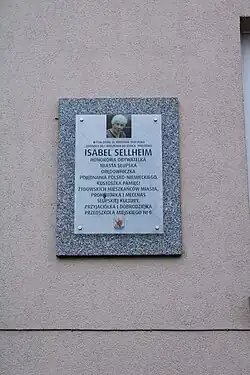 ISABEL SELLHEIM
HONOROWA OBYWATELKA
MIASTA SŁUPSKA
ORĘDOWNICZKA
POJEDNANIA POLSKO-NIEMIECKIEGO,
KUSTOSZKA PAMIĘCI
ŻYDOWSKICH MIESZKAŃCÓW MIASTA,
PROMOTORKA I MECENAS
SŁUPSKIEJ KULTURY,
PRZYJACIÓŁKA I DOBRODZIEJKA
PRZEDSZKOLA MIEJSKIEGO Nr 6